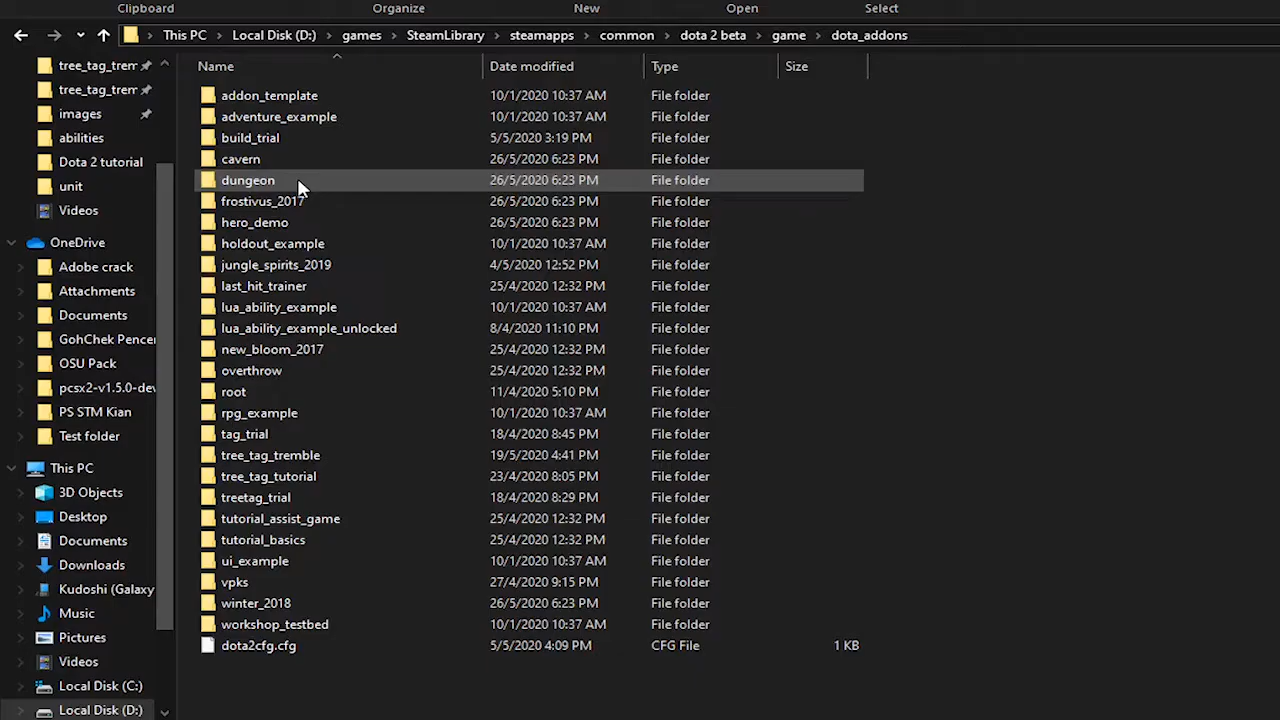 Clipboard Organize New Open Select
This PC Local Disk (D:) games SteamLibrary steamapps common dota 2 beta game dota_addons
Name Date modified Type Size
tree_tag_trem
tree_tag_trem
images
abilities
Dota 2 tutorial
unit
Videos
OneDrive
Adobe crack
Attachments
Documents
GohChek Pencer
OSU Pack
pcsx2-v1.5.0-dev
PS STM Kian
Test folder
This PC
3D Objects
Desktop
Documents
Downloads
Kudoshi (Galaxy
Music
Pictures
Videos
Local Disk (C:)
Local Disk (D:)
addon_template 10/1/2020 10:37 AM File folder
adventure_example 10/1/2020 10:37 AM File folder
build_trial 5/5/2020 3:19 PM File folder
cavern 26/5/2020 6:23 PM File folder
dungeon 26/5/2020 6:23 PM File folder
frostivus_2017 26/5/2020 6:23 PM File folder
hero_demo 26/5/2020 6:23 PM File folder
holdout_example 10/1/2020 10:37 AM File folder
jungle_spirits_2019 4/5/2020 12:52 PM File folder
last_hit_trainer 25/4/2020 12:32 PM File folder
lua_ability_example 10/1/2020 10:37 AM File folder
lua_ability_example_unlocked 8/4/2020 11:10 PM File folder
new_bloom_2017 25/4/2020 12:32 PM File folder
overthrow 25/4/2020 12:32 PM File folder
root 11/4/2020 5:10 PM File folder
rpg_example 10/1/2020 10:37 AM File folder
tag_trial 18/4/2020 8:45 PM File folder
tree_tag_tremble 19/5/2020 4:41 PM File folder
tree_tag_tutorial 23/4/2020 8:05 PM File folder
treetag_trial 18/4/2020 8:29 PM File folder
tutorial_assist_game 25/4/2020 12:32 PM File folder
tutorial_basics 25/4/2020 12:32 PM File folder
ui_example 10/1/2020 10:37 AM File folder
vpks 27/4/2020 9:15 PM File folder
winter_2018 26/5/2020 6:23 PM File folder
workshop_testbed 10/1/2020 10:37 AM File folder
dota2cfg.cfg 5/5/2020 4:09 PM CFG File 1 KB